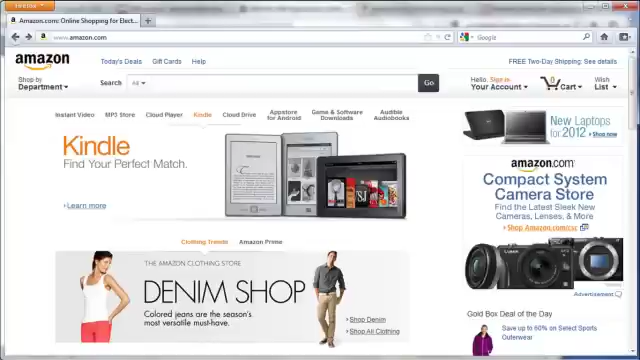 Firefox
Amazon.com: Online Shopping for Elect...
www.amazon.com
Google
amazon
Today's Deals Gift Cards Help
FREE Two-Day Shipping: See details
Shop by
Department
Search All Go
Hello. Sign in
Your Account
0
Cart
Wish
List
Instant Video MP3 Store Cloud Player Kindle Cloud Drive Appstore for Android Game & Software Downloads Audible Audiobooks
Kindle
Find Your Perfect Match.
Learn more
New Laptops
for 2012 Shop now
amazon.com
Compact System
Camera Store
Find the Latest Sleek New
Cameras, Lenses, & More
Shop Amazon.com/csc
LUMIX
Advertisement
Clothing Trends Amazon Prime
THE AMAZON CLOTHING STORE
DENIM SHOP
Colored jeans are the season's
most versatile must-have.
Shop Denim
Shop All Clothing
Gold Box Deal of the Day
Save up to 60% on Select Sports
Outerwear